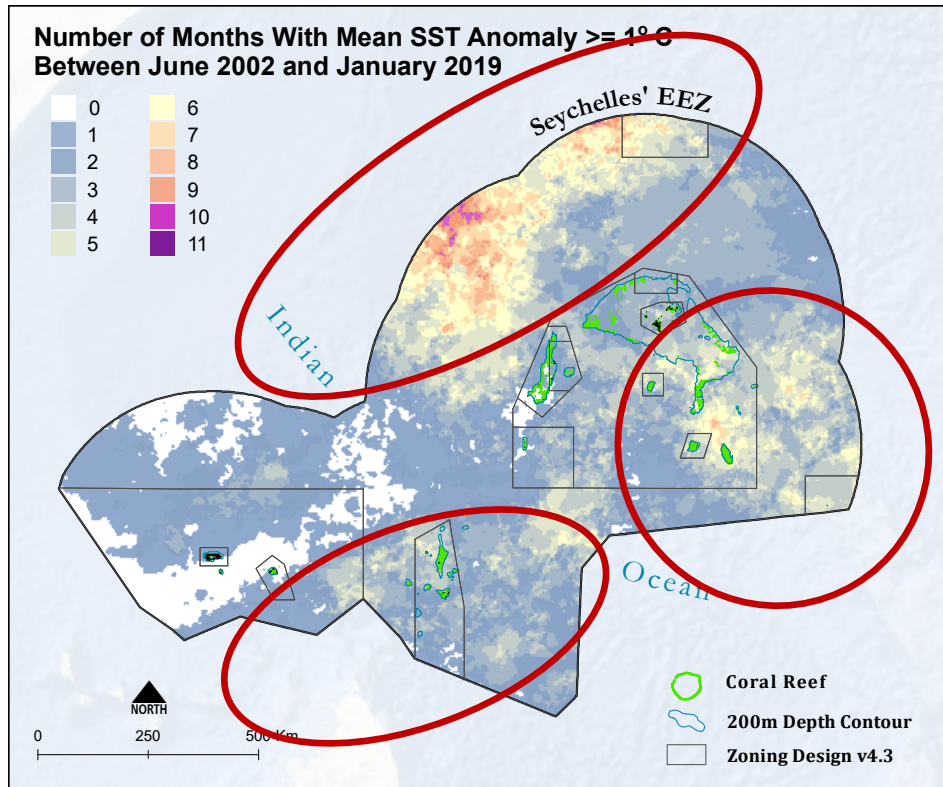 Number of Months With Mean SST Anomaly >= 1° C
Between June 2002 and January 2019
0
1
2
3
4
5
6
7
8
9
10
11
Seychelles' EEZ
Indian
Ocean
NORTH
0 250 500 Km
Coral Reef
200m Depth Contour
Zoning Design v4.3